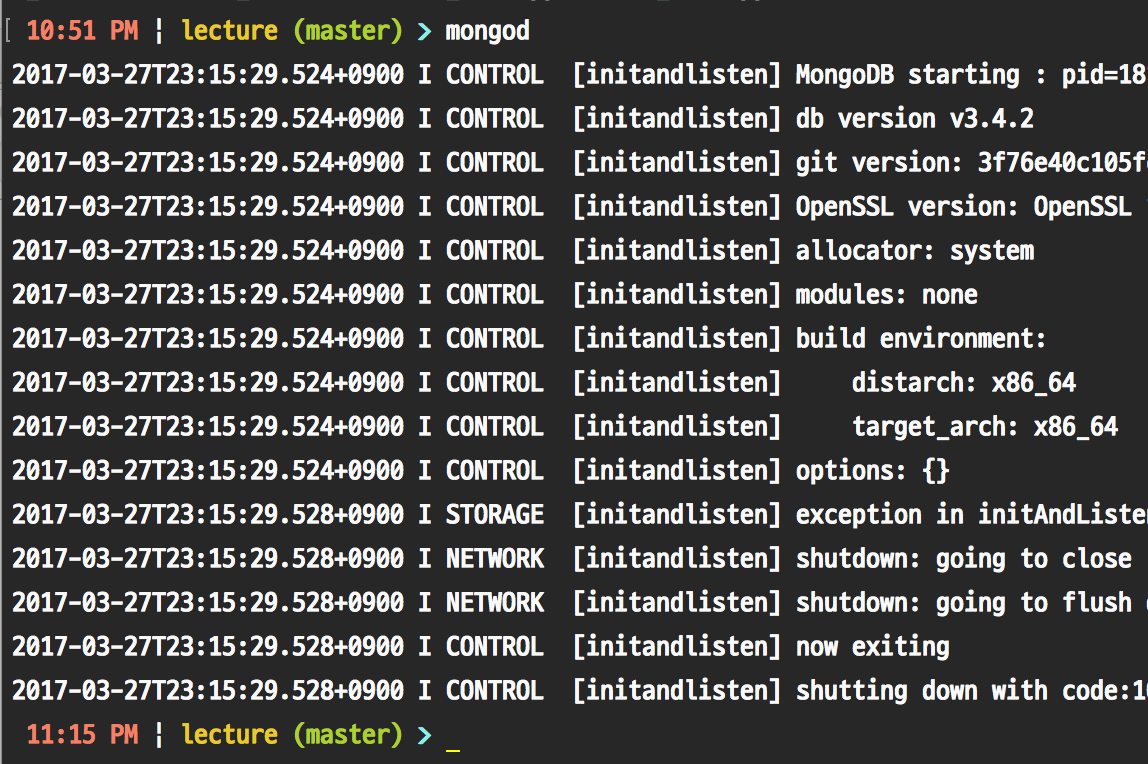 [ 10:51 PM ¦ lecture (master) ❯ mongod
2017-03-27T23:15:29.524+0900 I CONTROL  [initandlisten] MongoDB starting : pid=18
2017-03-27T23:15:29.524+0900 I CONTROL  [initandlisten] db version v3.4.2
2017-03-27T23:15:29.524+0900 I CONTROL  [initandlisten] git version: 3f76e40c105f
2017-03-27T23:15:29.524+0900 I CONTROL  [initandlisten] OpenSSL version: OpenSSL
2017-03-27T23:15:29.524+0900 I CONTROL  [initandlisten] allocator: system
2017-03-27T23:15:29.524+0900 I CONTROL  [initandlisten] modules: none
2017-03-27T23:15:29.524+0900 I CONTROL  [initandlisten] build environment:
2017-03-27T23:15:29.524+0900 I CONTROL  [initandlisten]     distarch: x86_64
2017-03-27T23:15:29.524+0900 I CONTROL  [initandlisten]     target_arch: x86_64
2017-03-27T23:15:29.524+0900 I CONTROL  [initandlisten] options: {}
2017-03-27T23:15:29.528+0900 I STORAGE  [initandlisten] exception in initAndListen
2017-03-27T23:15:29.528+0900 I NETWORK  [initandlisten] shutdown: going to close
2017-03-27T23:15:29.528+0900 I NETWORK  [initandlisten] shutdown: going to flush
2017-03-27T23:15:29.528+0900 I CONTROL  [initandlisten] now exiting
2017-03-27T23:15:29.528+0900 I CONTROL  [initandlisten] shutting down with code:1
11:15 PM ¦ lecture (master) ❯ _